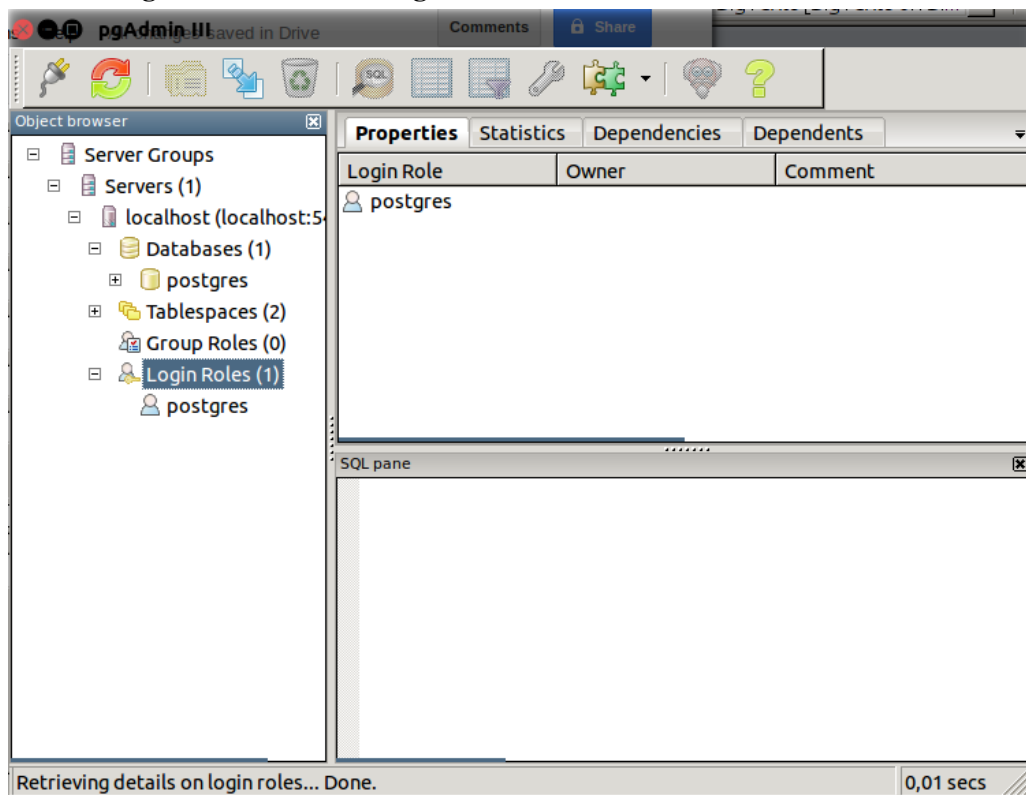 pgAdmin III
saved in Drive
Comments
Share
SQL
Object browser
Properties Statistics Dependencies Dependents
Server Groups
Login Role Owner Comment
Servers (1)
postgres
localhost (localhost:5
Databases (1)
postgres
Tablespaces (2)
Group Roles (0)
Login Roles (1)
postgres
SQL pane
Retrieving details on login roles... Done.
0,01 secs